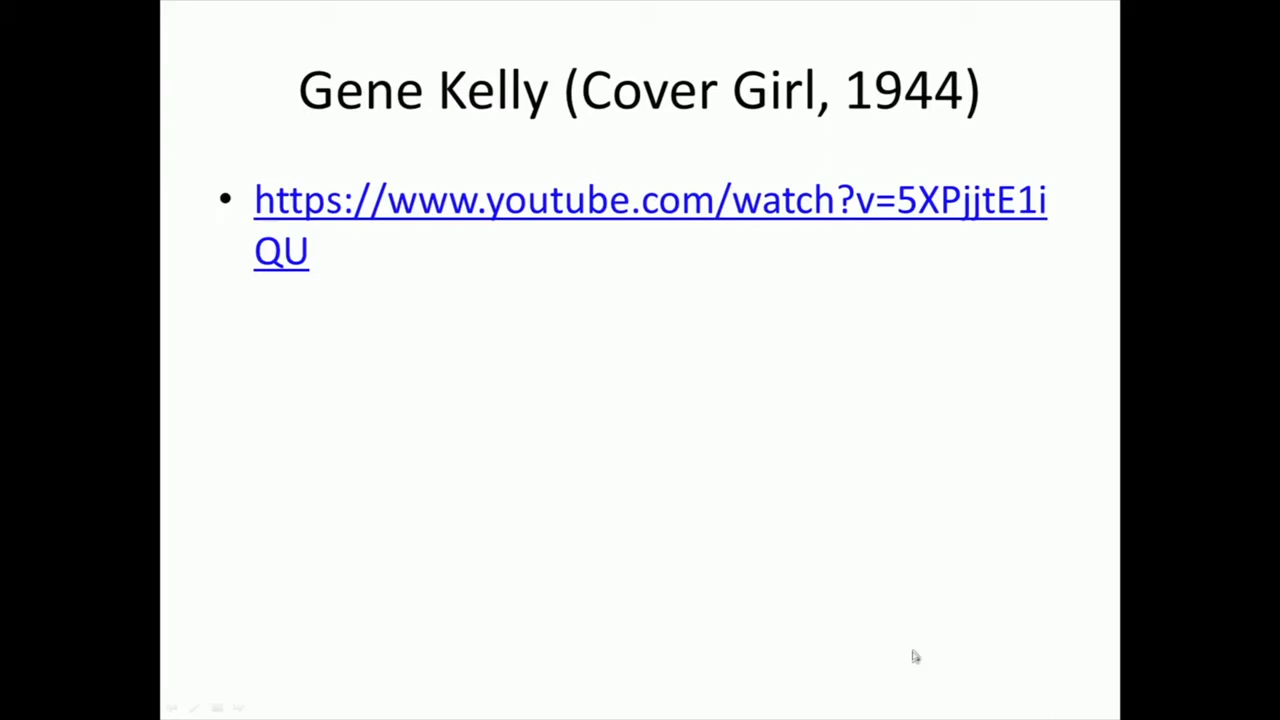 Gene Kelly (Cover Girl, 1944)
• https://www.youtube.com/watch?v=5XPjjtE1i
QU